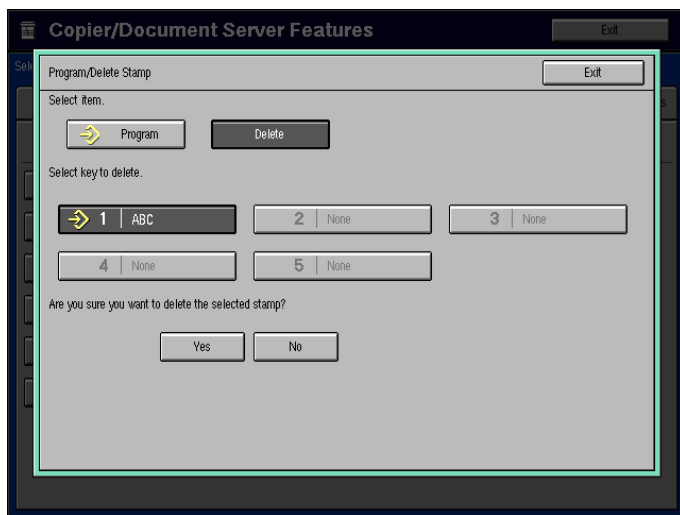 Copier/Document Server Features Exit
Sele
Program/Delete Stamp Exit
Select item.
Program Delete
Select key to delete.
1 ABC 2 None 3 None
4 None 5 None
Are you sure you want to delete the selected stamp?
Yes No
s